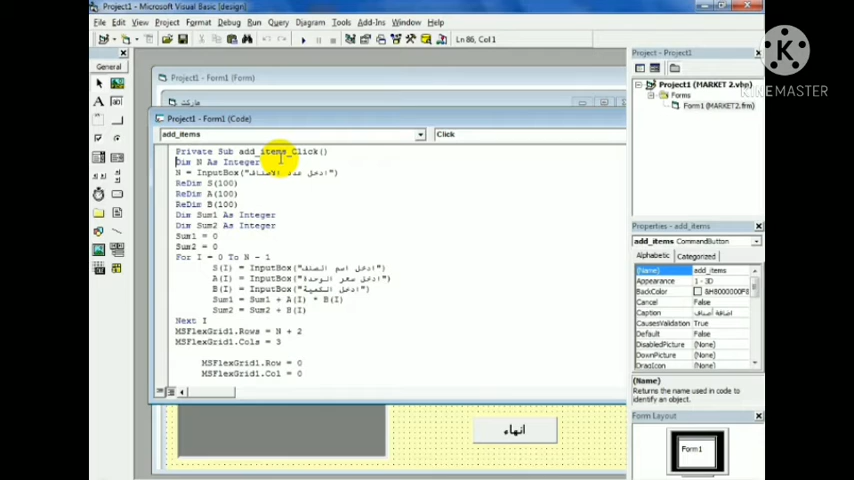 Project1 - Microsoft Visual Basic [design]
File Edit View Project Format Debug Run Query Diagram Tools Add-Ins Window Help
Ln 86, Col 1
General
Project1 - Form1 (Form)
ماركت
Project1 - Form1 (Code)
add_items
Click
Private Sub add_items_Click()
Dim N As Integer
N = InputBox("ادخل عدد الاصناف")
ReDim S(100)
ReDim A(100)
ReDim B(100)
Dim Sum1 As Integer
Dim Sum2 As Integer
Sum1 = 0
Sum2 = 0
For I = 0 To N - 1
S(I) = InputBox("ادخل اسم الصنف")
A(I) = InputBox("ادخل سعر الوحدة")
B(I) = InputBox("ادخل الكمية")
Sum1 = Sum1 + A(I) * B(I)
Sum2 = Sum2 + B(I)
Next I
MSFlexGrid1.Rows = N + 2
MSFlexGrid1.Cols = 3
MSFlexGrid1.Row = 0
MSFlexGrid1.Col = 0
انهاء
Project - Project1
Project1 (MARKET 2.vbp)
Forms
Form1 (MARKET2.frm)
Properties - add_items
add_items CommandButton
Alphabetic Categorized
(Name) add_items
Appearance 1 - 3D
BackColor &H8000000F&
Cancel False
Caption اضافة أصناف
CausesValidation True
Default False
DisabledPicture (None)
DownPicture (None)
DragIcon (None)
(Name)
Returns the name used in code to identify an object.
Form Layout
Form1
K
KINEMASTER